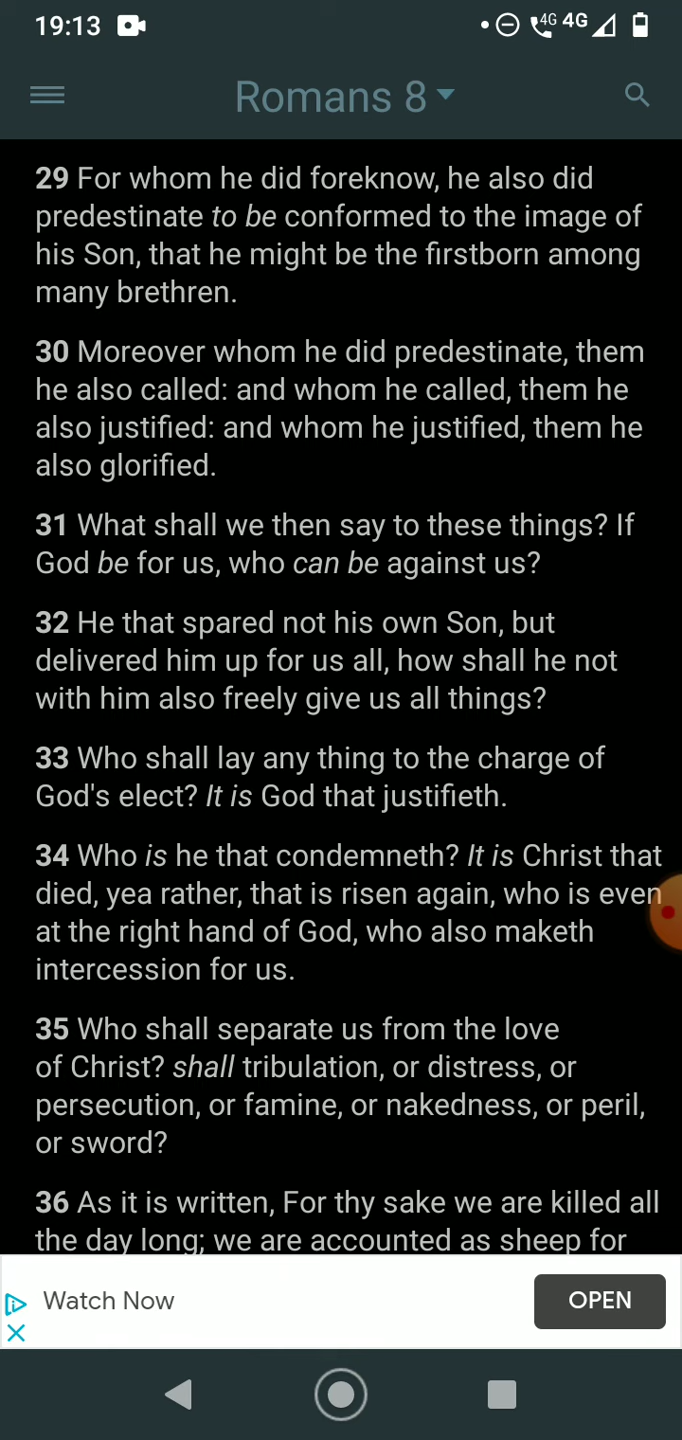 19:13
4G 4G
Romans 8
29 For whom he did foreknow, he also did
predestinate to be conformed to the image of
his Son, that he might be the firstborn among
many brethren.
30 Moreover whom he did predestinate, them
he also called: and whom he called, them he
also justified: and whom he justified, them he
also glorified.
31 What shall we then say to these things? If
God be for us, who can be against us?
32 He that spared not his own Son, but
delivered him up for us all, how shall he not
with him also freely give us all things?
33 Who shall lay any thing to the charge of
God's elect? It is God that justifieth.
34 Who is he that condemneth? It is Christ that
died, yea rather, that is risen again, who is even
at the right hand of God, who also maketh
intercession for us.
35 Who shall separate us from the love
of Christ? shall tribulation, or distress, or
persecution, or famine, or nakedness, or peril,
or sword?
36 As it is written, For thy sake we are killed all
the day long; we are accounted as sheep for
Watch Now
OPEN